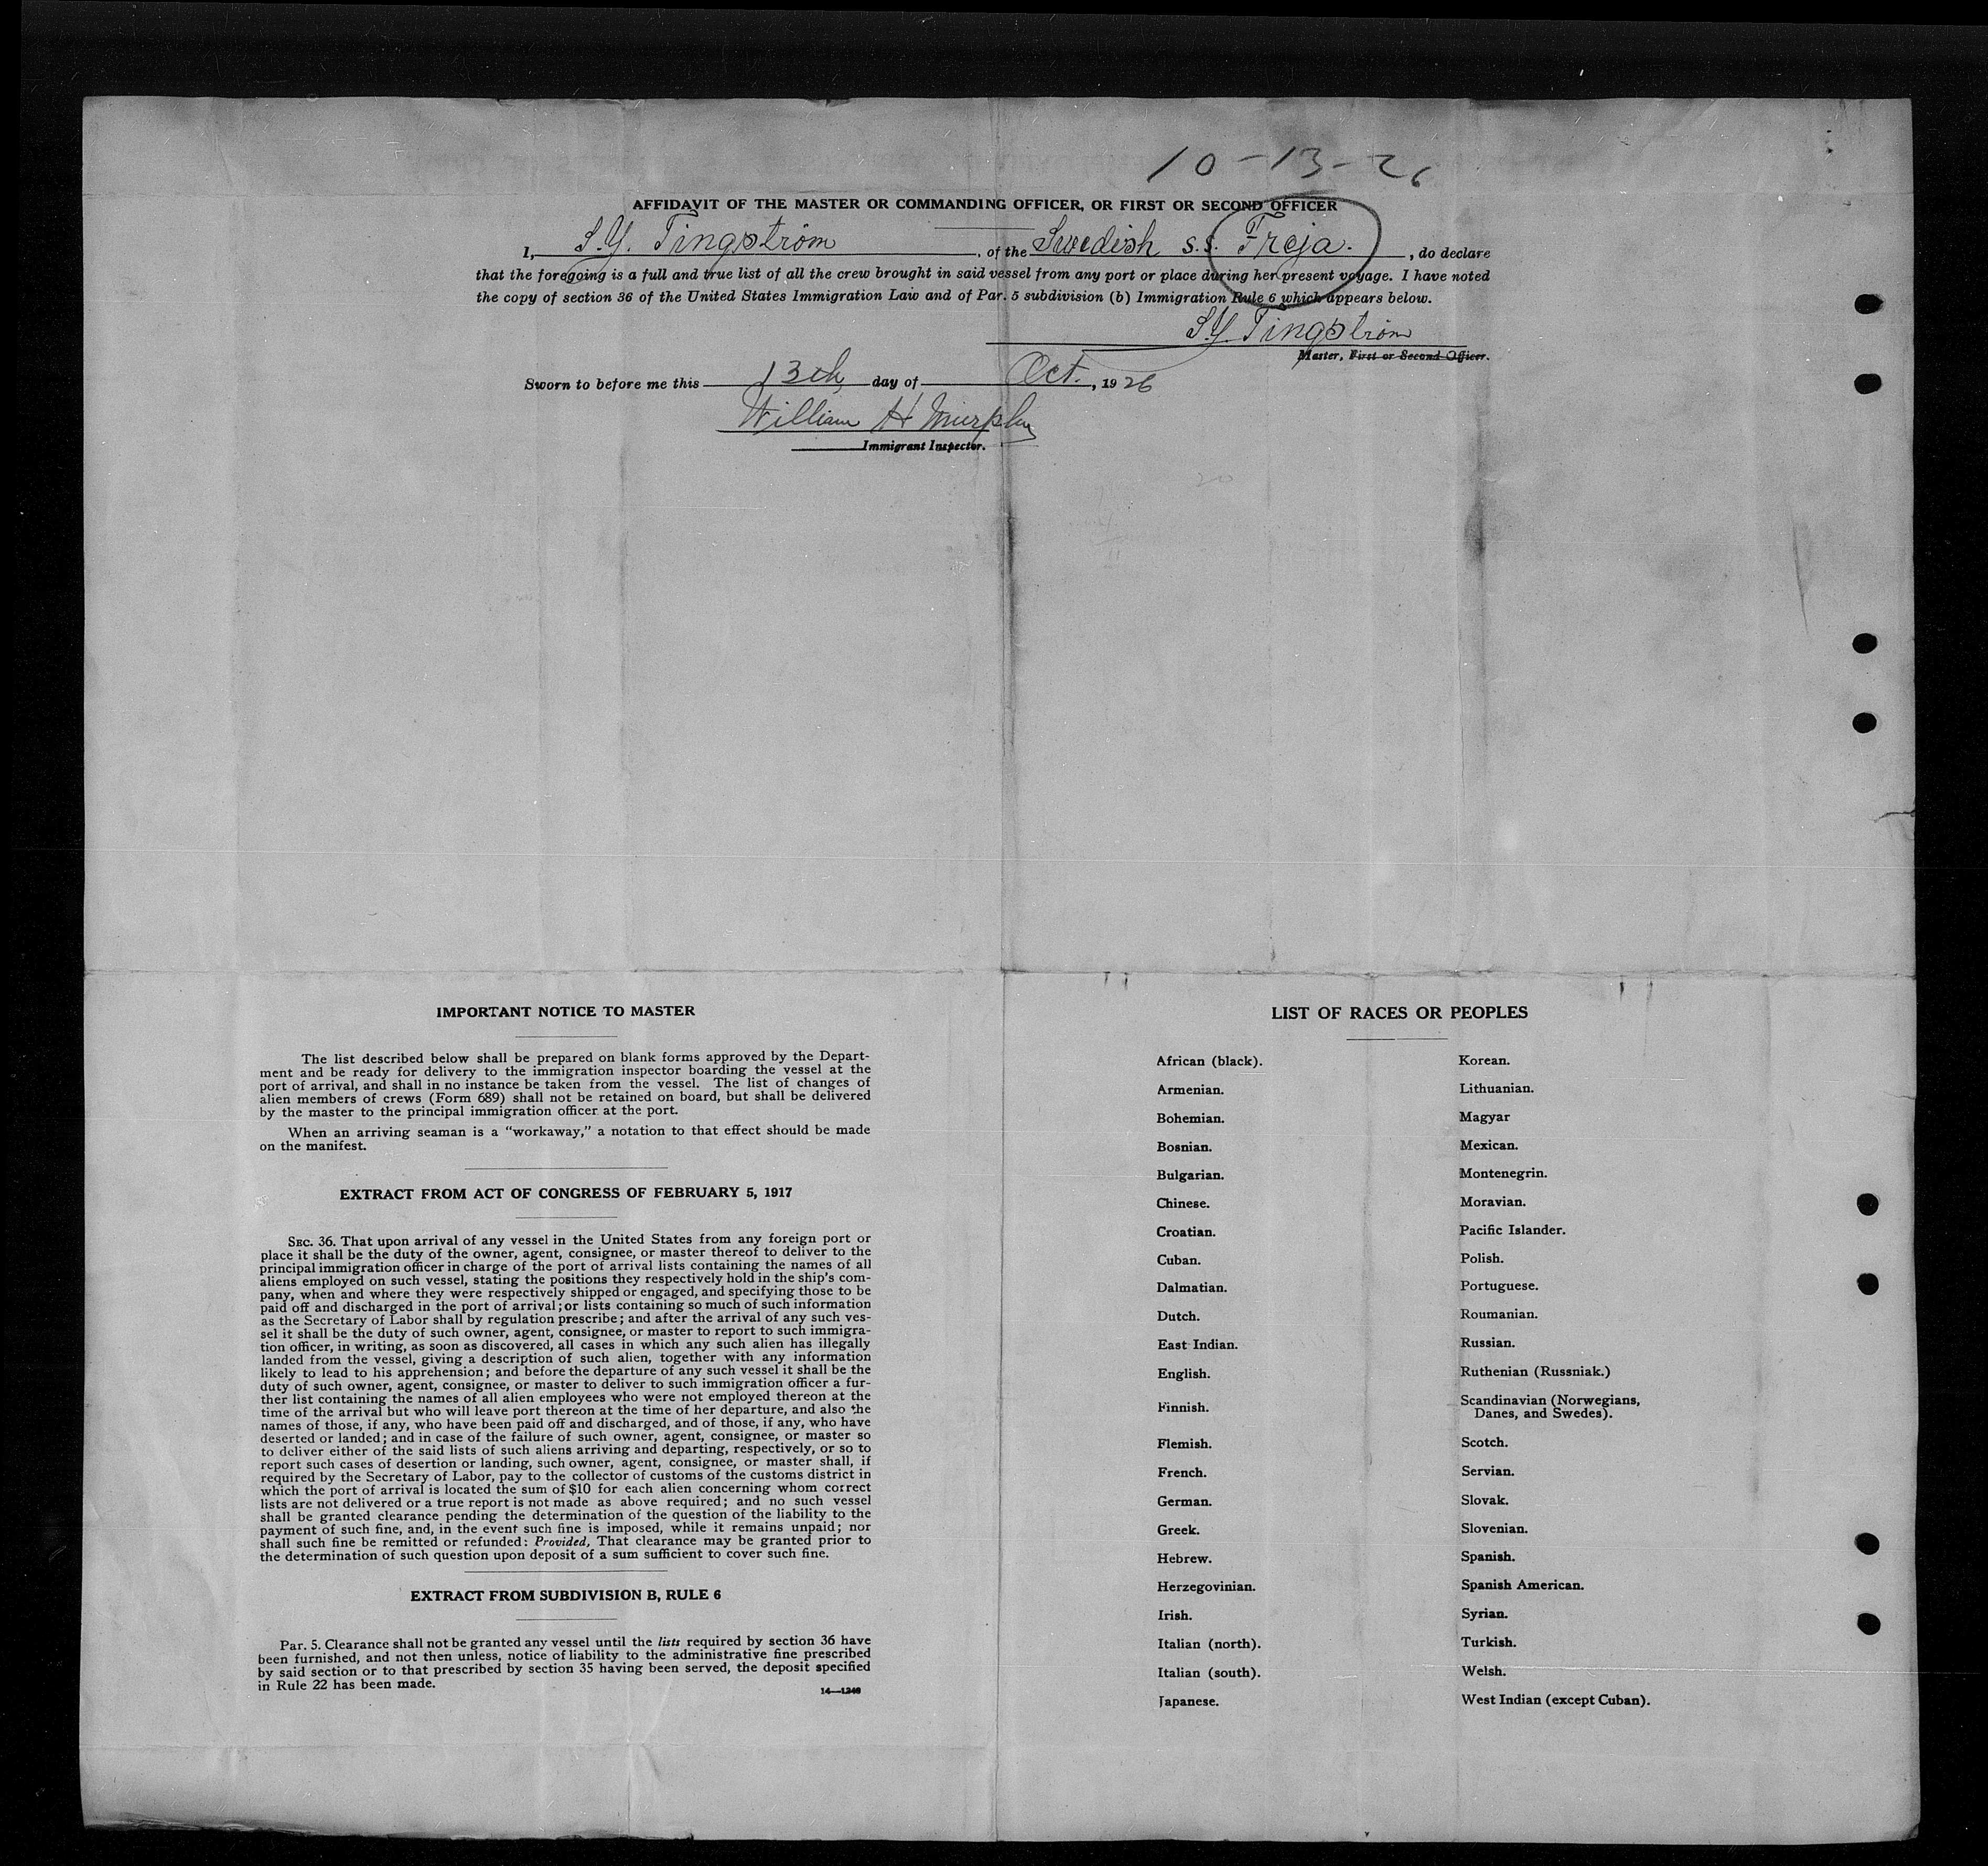 10-13-26
AFFIDAVIT OF THE MASTER OR COMMANDING OFFICER, OR FIRST OR SECOND OFFICER
I, S.Y. Tingström, of the Swedish s.s. Freja., do declare
that the foregoing is a full and true list of all the crew brought in said vessel from any port or place during her present voyage. I have noted
the copy of section 36 of the United States Immigration Law and of Par. 5 subdivision (b) Immigration Rule 6 which appears below.
S.Y. Tingström
Master, First or Second Officer.
Sworn to before me this 13th day of Oct., 1926
William H Murphy
Immigrant Inspector.
IMPORTANT NOTICE TO MASTER
The list described below shall be prepared on blank forms approved by the Depart-
ment and be ready for delivery to the immigration inspector boarding the vessel at the
port of arrival, and shall in no instance be taken from the vessel. The list of changes of
alien members of crews (Form 689) shall not be retained on board, but shall be delivered
by the master to the principal immigration officer at the port.
When an arriving seaman is a "workaway," a notation to that effect should be made
on the manifest.
EXTRACT FROM ACT OF CONGRESS OF FEBRUARY 5, 1917
SEC. 36. That upon arrival of any vessel in the United States from any foreign port or
place it shall be the duty of the owner, agent, consignee, or master thereof to deliver to the
principal immigration officer in charge of the port of arrival lists containing the names of all
aliens employed on such vessel, stating the positions they respectively hold in the ship's com-
pany, when and where they were respectively shipped or engaged, and specifying those to be
paid off and discharged in the port of arrival; or lists containing so much of such information
as the Secretary of Labor shall by regulation prescribe; and after the arrival of any such ves-
sel it shall be the duty of such owner, agent, consignee, or master to report to such immigra-
tion officer, in writing, as soon as discovered, all cases in which any such alien has illegally
landed from the vessel, giving a description of such alien, together with any information
likely to lead to his apprehension; and before the departure of any such vessel it shall be the
duty of such owner, agent, consignee, or master to deliver to such immigration officer a fur-
ther list containing the names of all alien employees who were not employed thereon at the
time of the arrival but who will leave port thereon at the time of her departure, and also the
names of those, if any, who have been paid off and discharged, and of those, if any, who have
deserted or landed; and in case of the failure of such owner, agent, consignee, or master so
to deliver either of the said lists of such aliens arriving and departing, respectively, or so to
report such cases of desertion or landing, such owner, agent, consignee, or master shall, if
required by the Secretary of Labor, pay to the collector of customs of the customs district in
which the port of arrival is located the sum of $10 for each alien concerning whom correct
lists are not delivered or a true report is not made as above required; and no such vessel
shall be granted clearance pending the determination of the question of the liability to the
payment of such fine, and, in the event such fine is imposed, while it remains unpaid; nor
shall such fine be remitted or refunded: Provided, That clearance may be granted prior to
the determination of such question upon deposit of a sum sufficient to cover such fine.
EXTRACT FROM SUBDIVISION B, RULE 6
Par. 5. Clearance shall not be granted any vessel until the lists required by section 36 have
been furnished, and not then unless, notice of liability to the administrative fine prescribed
by said section or to that prescribed by section 35 having been served, the deposit specified
in Rule 22 has been made.
14—1240
LIST OF RACES OR PEOPLES
African (black).
Armenian.
Bohemian.
Bosnian.
Bulgarian.
Chinese.
Croatian.
Cuban.
Dalmatian.
Dutch.
East Indian.
English.
Finnish.
Flemish.
French.
German.
Greek.
Hebrew.
Herzegovinian.
Irish.
Italian (north).
Italian (south).
Japanese.
Korean.
Lithuanian.
Magyar
Mexican.
Montenegrin.
Moravian.
Pacific Islander.
Polish.
Portuguese.
Roumanian.
Russian.
Ruthenian (Russniak.)
Scandinavian (Norwegians,
Danes, and Swedes).
Scotch.
Servian.
Slovak.
Slovenian.
Spanish.
Spanish American.
Syrian.
Turkish.
Welsh.
West Indian (except Cuban).